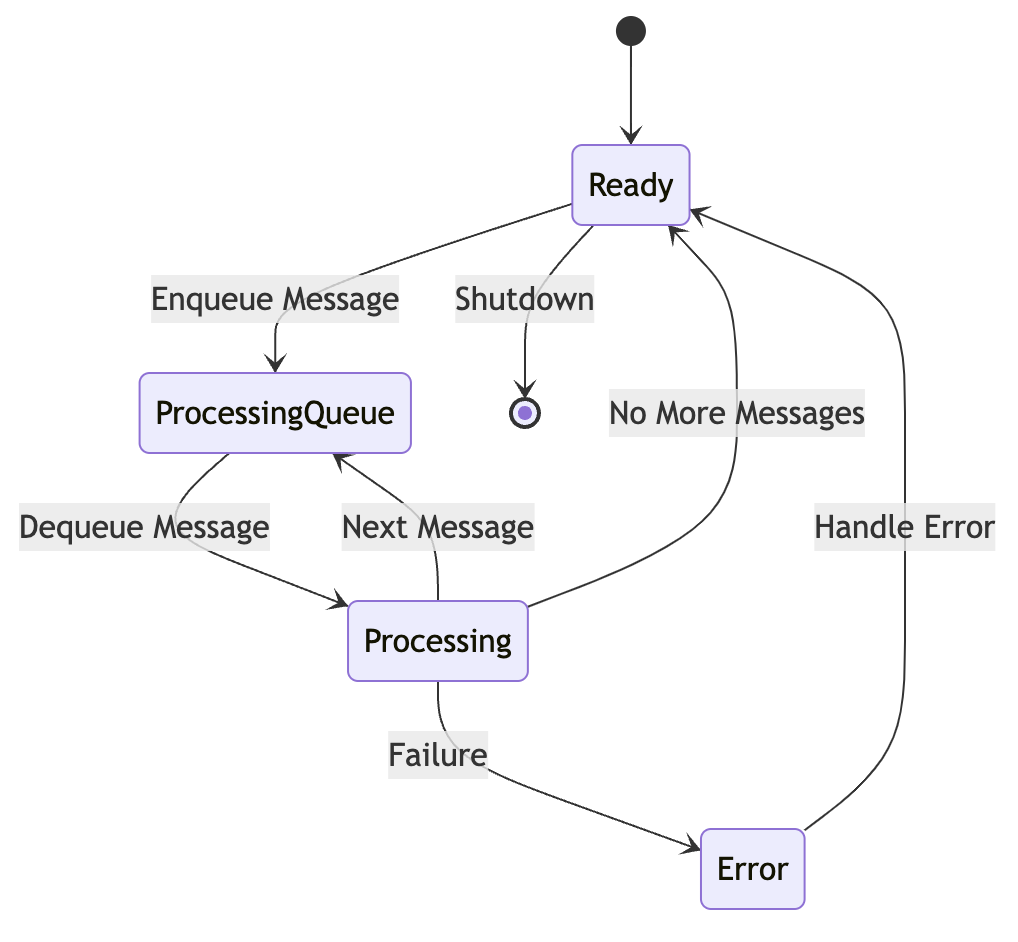 Ready
Enqueue Message
Shutdown
ProcessingQueue
No More Messages
Dequeue Message
Next Message
Handle Error
Processing
Failure
Error